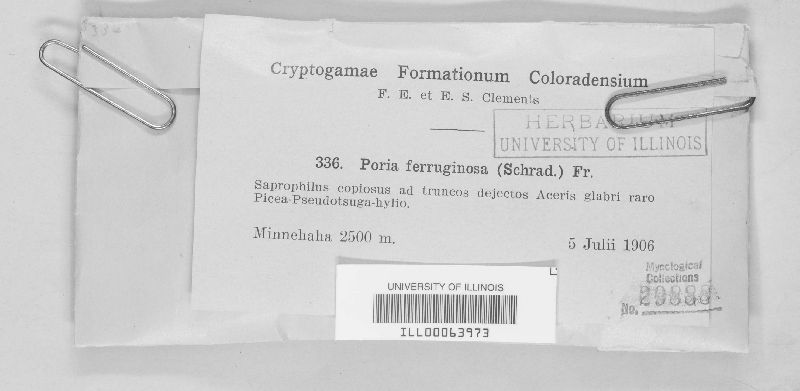 Cryptogamae Formationum Coloradensium
F. E. et E. S. Clements
HERBARIUM
UNIVERSITY OF ILLINOIS
336. Poria ferruginosa (Schrad.) Fr.
Saprophilus copiosus ad truncos dejectos Aceris glabri raro
Picea-Pseudotsuga-hylio.
Minnehaha 2500 m.
5 Julii 1906
Mycological
Collections
No.
UNIVERSITY OF ILLINOIS
ILL00063973